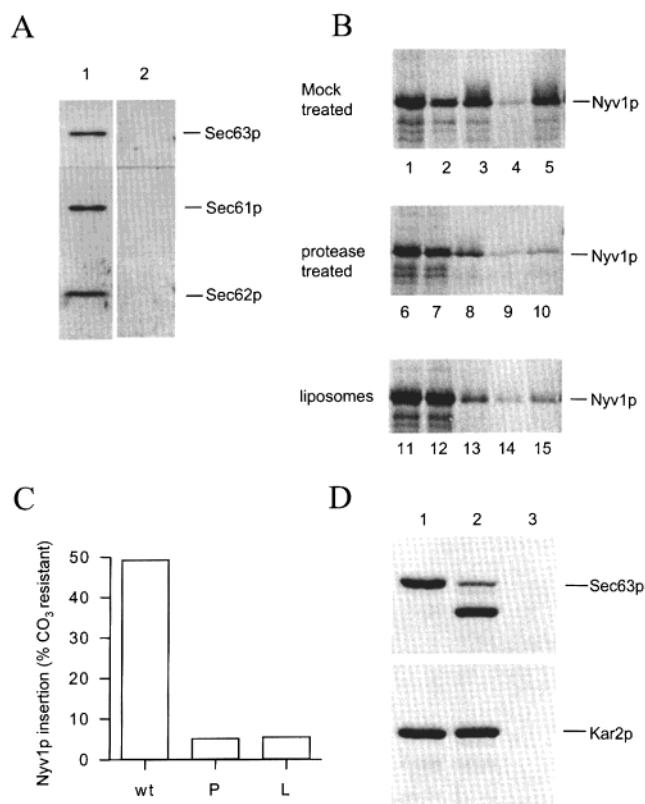 A
1 2
Sec63p
Sec61p
Sec62p
B
Mock treated
Nyv1p
1 2 3 4 5
protease treated
Nyv1p
6 7 8 9 10
liposomes
Nyv1p
11 12 13 14 15
C
Nyv1p insertion (% CO3 resistant)
50
40
30
20
10
0
wt P L
D
1 2 3
Sec63p
Kar2p